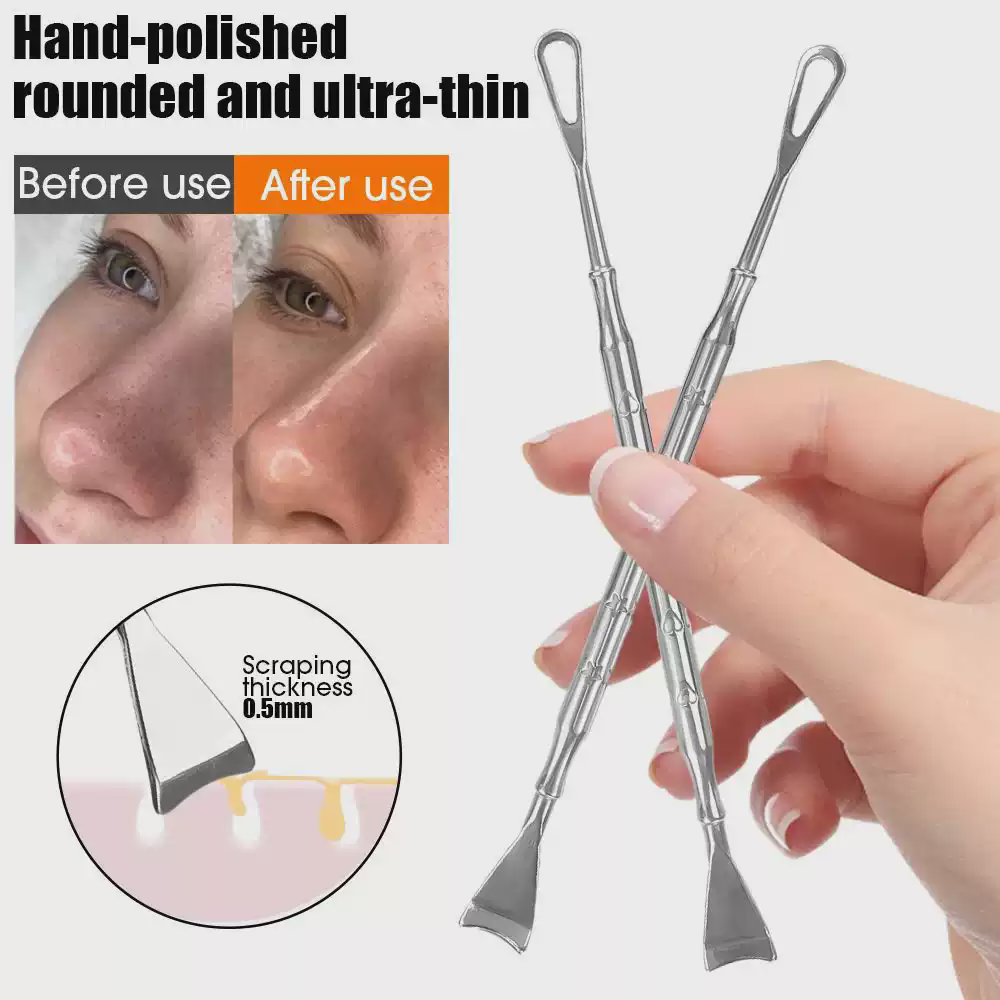 Hand-polished
rounded and ultra-thin
Before use
After use
Scraping
thickness
0.5mm